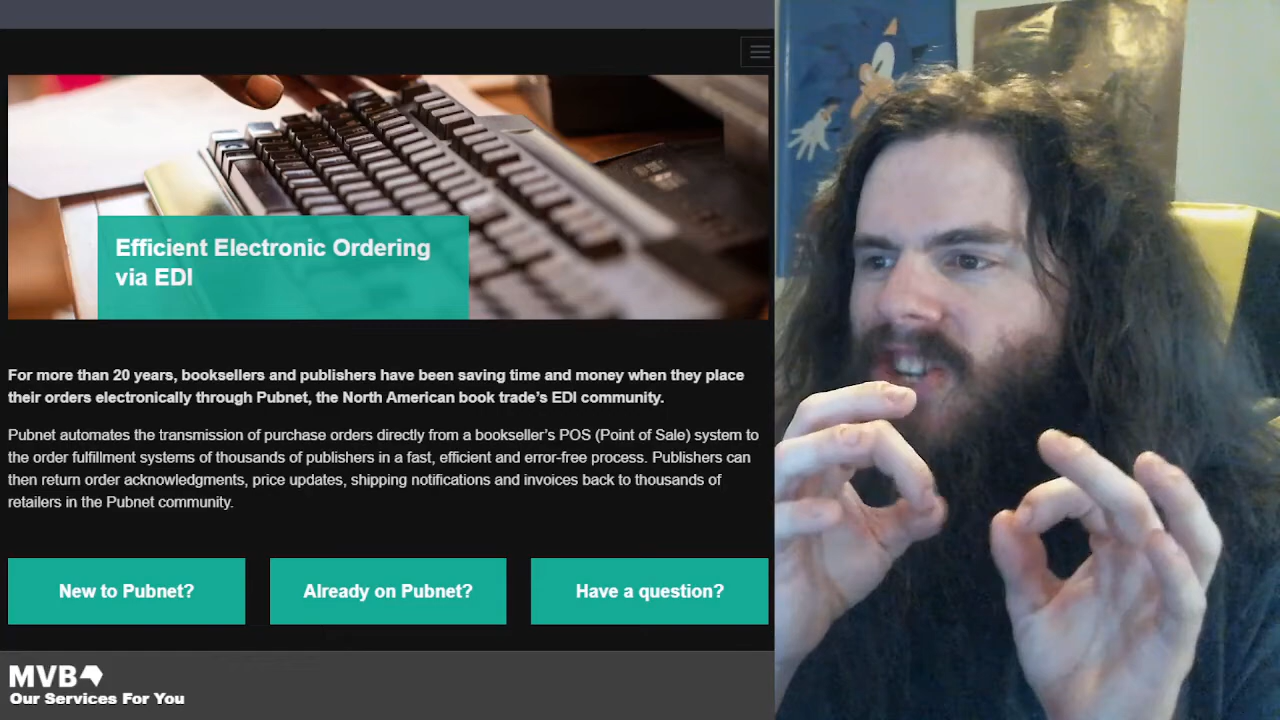 Efficient Electronic Ordering
via EDI
For more than 20 years, booksellers and publishers have been saving time and money when they place
their orders electronically through Pubnet, the North American book trade’s EDI community.
Pubnet automates the transmission of purchase orders directly from a bookseller’s POS (Point of Sale) system to
the order fulfillment systems of thousands of publishers in a fast, efficient and error-free process. Publishers can
then return order acknowledgments, price updates, shipping notifications and invoices back to thousands of
retailers in the Pubnet community.
New to Pubnet?
Already on Pubnet?
Have a question?
MVB
Our Services For You